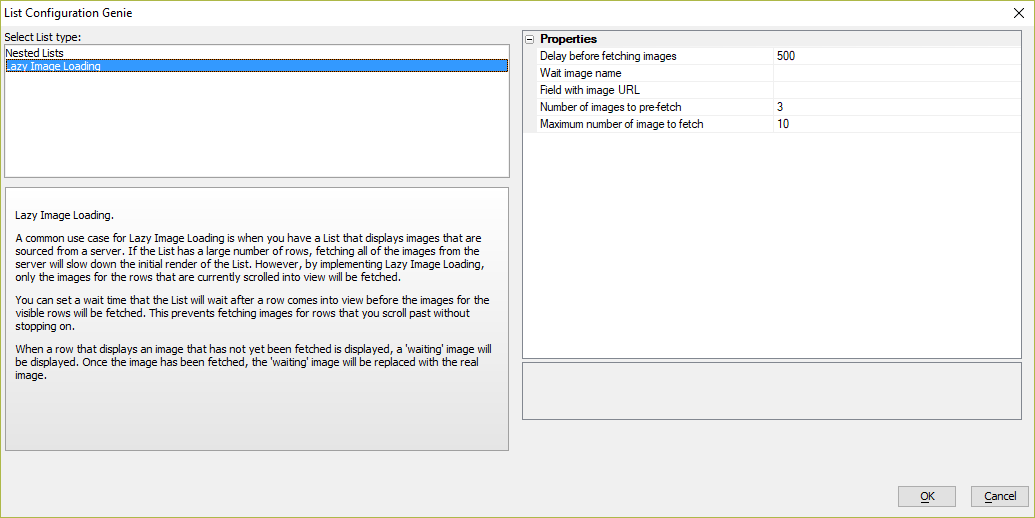 List Configuration Genie
Select List type:
Nested Lists
Lazy Image Loading
Lazy Image Loading.
A common use case for Lazy Image Loading is when you have a List that displays images that are
sourced from a server. If the List has a large number of rows, fetching all of the images from the
server will slow down the initial render of the List. However, by implementing Lazy Image Loading,
only the images for the rows that are currently scrolled into view will be fetched.
You can set a wait time that the List will wait after a row comes into view before the images for the
visible rows will be fetched. This prevents fetching images for rows that you scroll past without
stopping on.
When a row that displays an image that has not yet been fetched is displayed, a 'waiting' image will
be displayed. Once the image has been fetched, the 'waiting' image will be replaced with the real
image.
Properties
Delay before fetching images 500
Wait image name
Field with image URL
Number of images to pre-fetch 3
Maximum number of image to fetch 10
OK Cancel